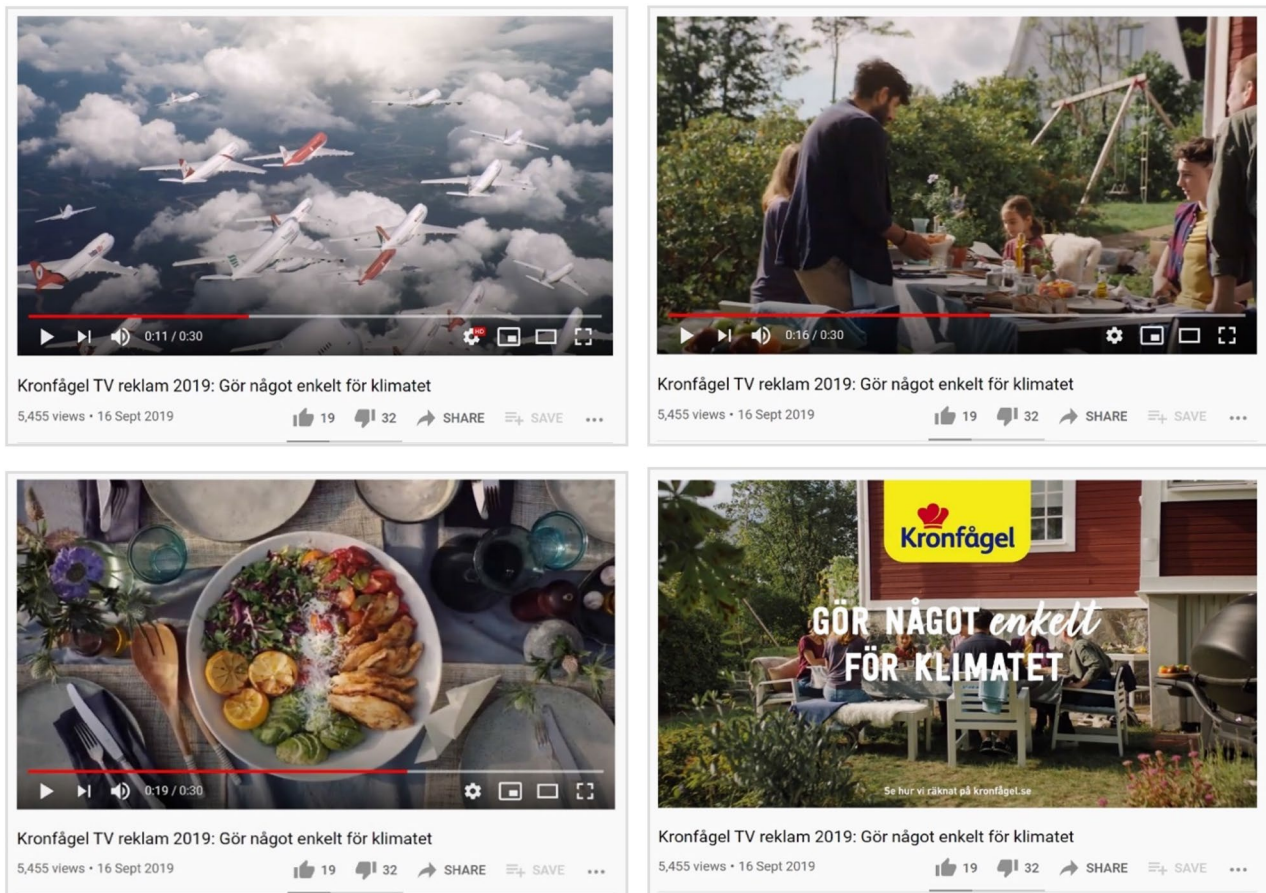 0:11 / 0:30
HD
Kronfågel TV reklam 2019: Gör något enkelt för klimatet
5,455 views • 16 Sept 2019
19
32
SHARE
SAVE
0:16 / 0:30
Kronfågel TV reklam 2019: Gör något enkelt för klimatet
5,455 views • 16 Sept 2019
19
32
SHARE
SAVE
0:19 / 0:30
Kronfågel TV reklam 2019: Gör något enkelt för klimatet
5,455 views • 16 Sept 2019
19
32
SHARE
SAVE
Kronfågel
GÖR NÅGOT enkelt
FÖR KLIMATET
Se hur vi räknat på kronfågel.se
Kronfågel TV reklam 2019: Gör något enkelt för klimatet
5,455 views • 16 Sept 2019
19
32
SHARE
SAVE